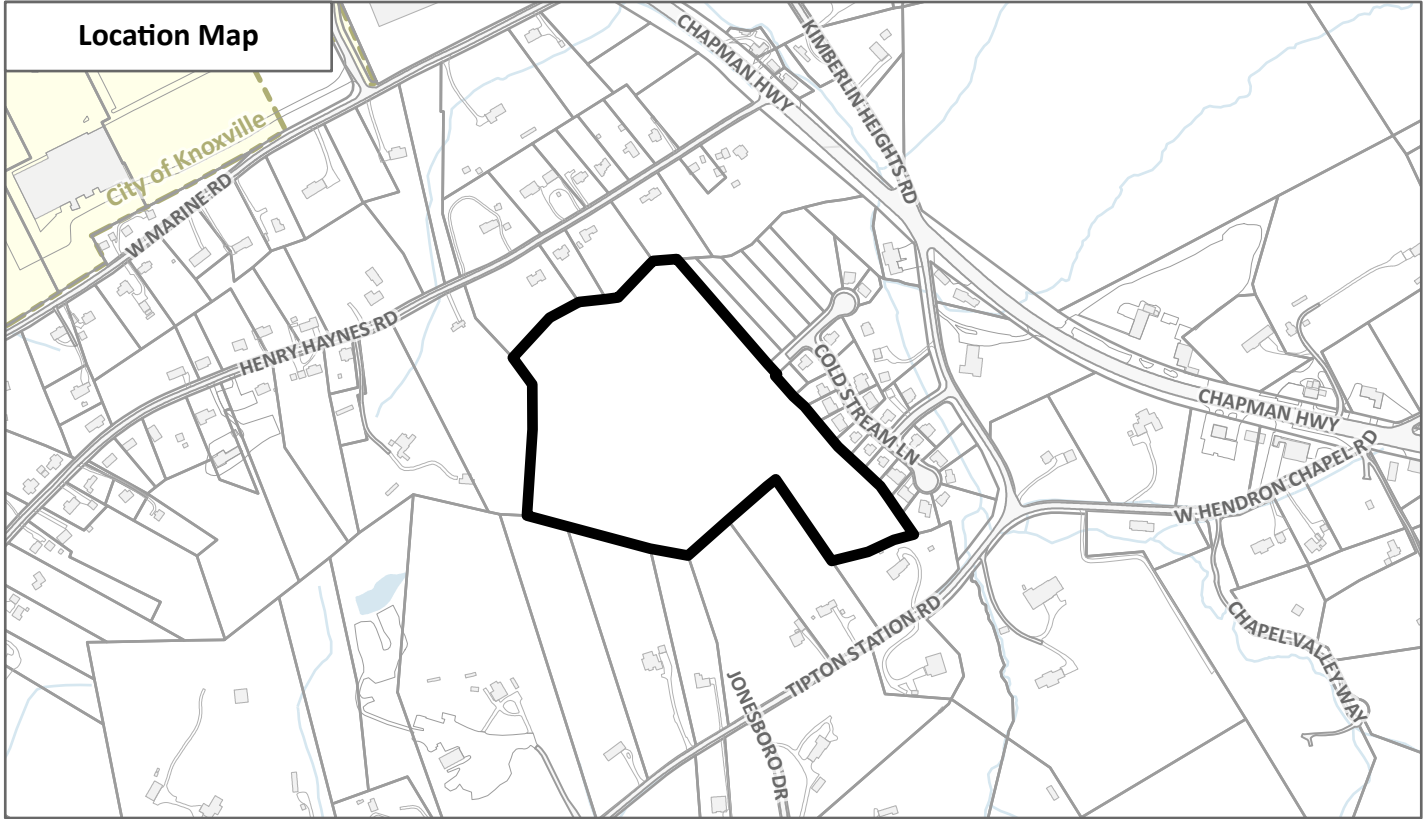 Location Map
CHAPMAN HWY
KIMBERLIN HEIGHTS RD
City of Knoxville
W MARINE RD
HENRY HAYNES RD
COLD STREAM LN
CHAPMAN HWY
W HENDRON CHAPEL RD
TIPTON STATION RD
CHAPEL VALLEY WAY
JONESBORO DR